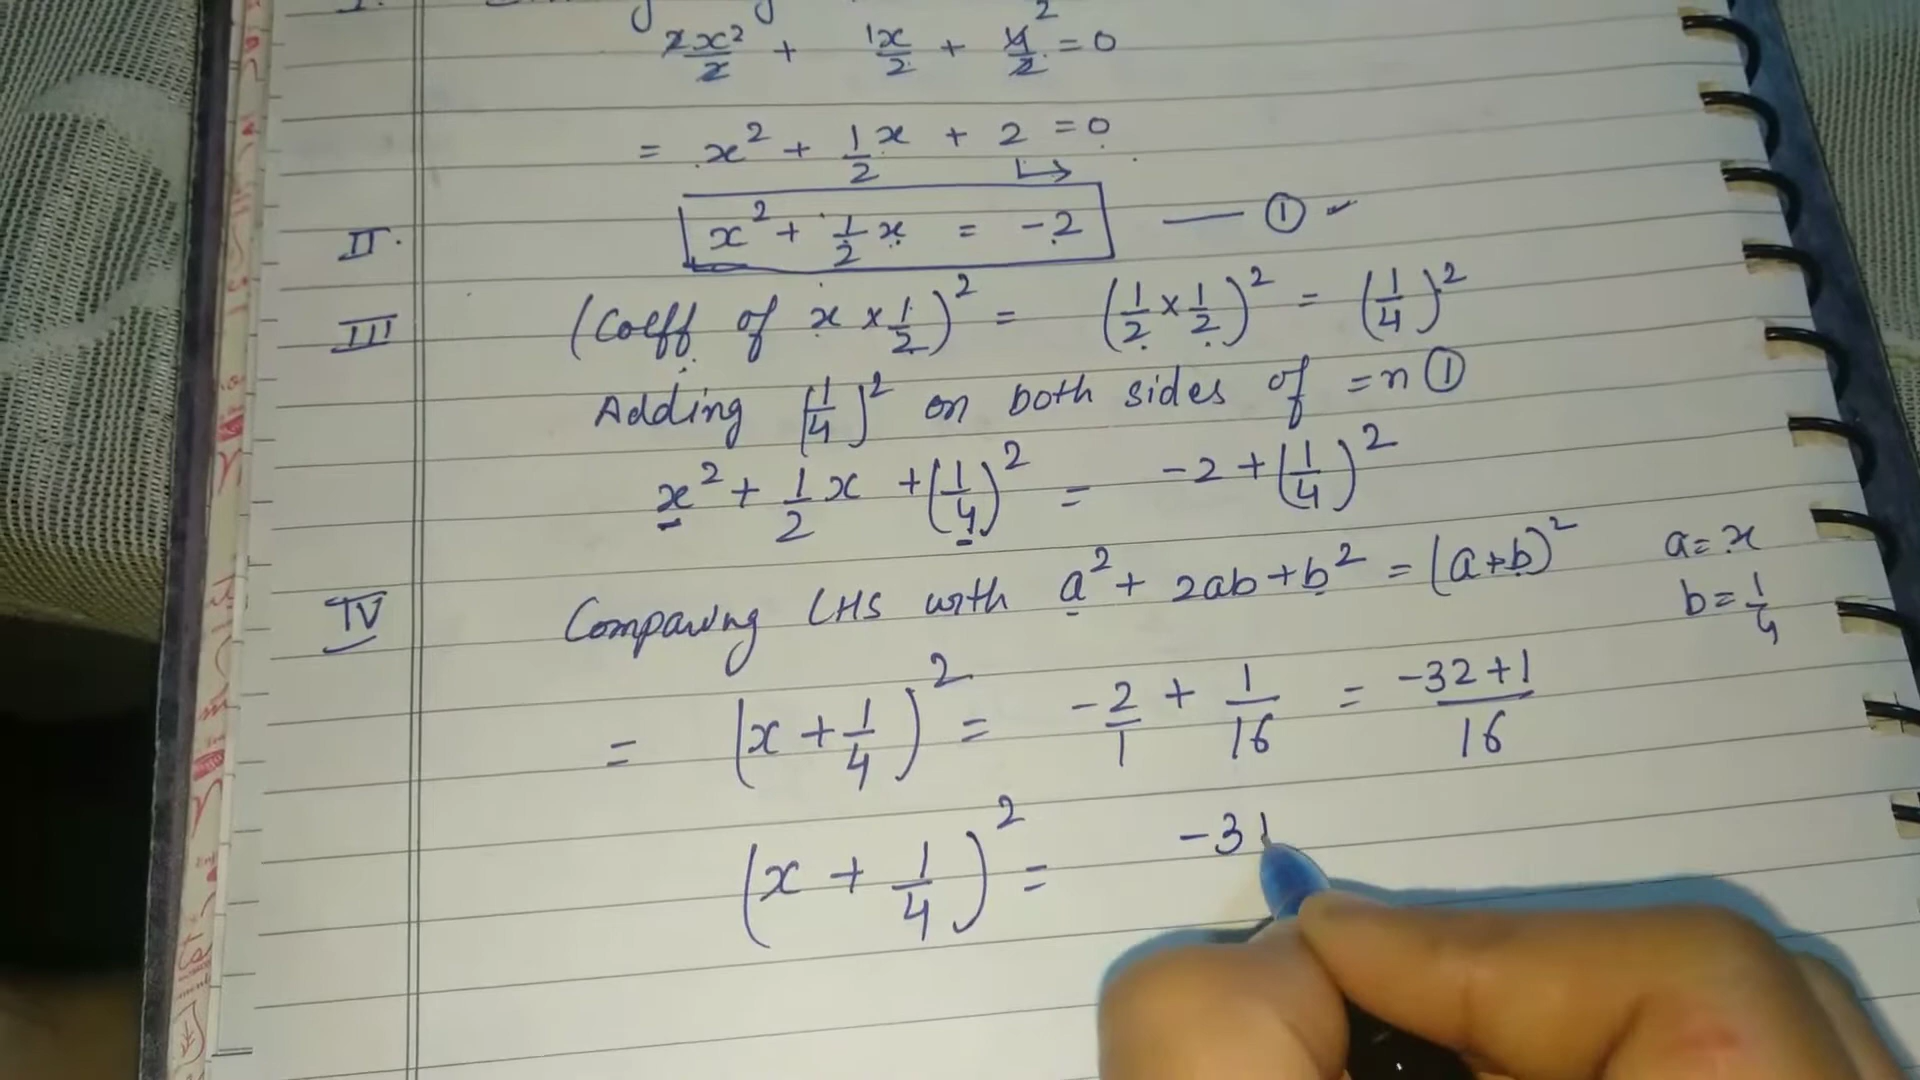 2x²/2 + 1x/2 + 4/2 2 = 0
= x² + 1/2 x + 2 = 0
II. x² + 1/2 x = -2 — ①
III (Coeff of x × 1/2)² = (1/2 × 1/2)² = (1/4)²
Adding (1/4)² on both sides of =n ①
x² + 1/2 x + (1/4)² = -2 + (1/4)²
IV Comparing LHS with a² + 2ab + b² = (a+b)² a = x
b = 1/4
= (x + 1/4)² = -2/1 + 1/16 = -32+1/16
(x + 1/4)² = -31